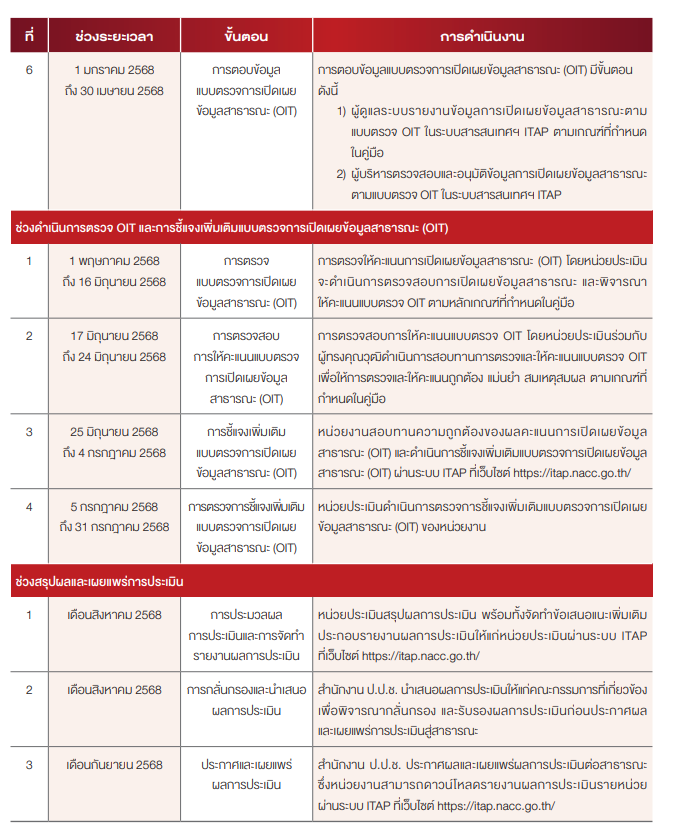 ที่ ช่วงระยะเวลา ขั้นตอน การดำเนินงาน
6 1 มกราคม 2568 การตอบข้อมูล การตอบข้อมูลแบบตรวจการเปิดเผยข้อมูลสาธารณะ (OIT) มีขั้นตอน
ถึง 30 เมษายน 2568 แบบตรวจการเปิดเผย ดังนี้
ข้อมูลสาธารณะ (OIT) 1) ผู้ดูแลระบบรายงานข้อมูลการเปิดเผยข้อมูลสาธารณะตาม
แบบตรวจ OIT ในระบบสารสนเทศฯ ITAP ตามเกณฑ์ที่กำหนด
ในคู่มือ
2) ผู้บริหารตรวจสอบและอนุมัติข้อมูลการเปิดเผยข้อมูลสาธารณะ
ตามแบบตรวจ OIT ในระบบสารสนเทศฯ ITAP
ช่วงดำเนินการตรวจ OIT และการชี้แจงเพิ่มเติมแบบตรวจการเปิดเผยข้อมูลสาธารณะ (OIT)
1 1 พฤษภาคม 2568 การตรวจ การตรวจให้คะแนนการเปิดเผยข้อมูลสาธารณะ (OIT) โดยหน่วยประเมิน
ถึง 16 มิถุนายน 2568 แบบตรวจการเปิดเผย จะดำเนินการตรวจสอบการเปิดเผยข้อมูลสาธารณะ และพิจารณา
ข้อมูลสาธารณะ (OIT) ให้คะแนนแบบตรวจ OIT ตามหลักเกณฑ์ที่กำหนดในคู่มือ
2 17 มิถุนายน 2568 การตรวจสอบ การตรวจสอบการให้คะแนนแบบตรวจ OIT โดยหน่วยประเมินร่วมกับ
ถึง 24 มิถุนายน 2568 การให้คะแนนแบบตรวจ ผู้ทรงคุณวุฒิดำเนินการสอบทานการตรวจและให้คะแนนแบบตรวจ OIT
การเปิดเผยข้อมูล เพื่อให้การตรวจและให้คะแนนถูกต้อง แม่นยำ สมเหตุสมผล ตามเกณฑ์ที่
สาธารณะ (OIT) กำหนดในคู่มือ
3 25 มิถุนายน 2568 การชี้แจงเพิ่มเติม หน่วยงานสอบทานความถูกต้องของผลคะแนนการเปิดเผยข้อมูล
ถึง 4 กรกฎาคม 2568 แบบตรวจการเปิดเผย สาธารณะ (OIT) และดำเนินการชี้แจงเพิ่มเติมแบบตรวจการเปิดเผยข้อมูล
ข้อมูลสาธารณะ (OIT) สาธารณะ (OIT) ผ่านระบบ ITAP ที่เว็บไซต์ https://itap.nacc.go.th/
4 5 กรกฎาคม 2568 การตรวจการชี้แจงเพิ่มเติม หน่วยประเมินดำเนินการตรวจการชี้แจงเพิ่มเติมแบบตรวจการเปิดเผย
ถึง 31 กรกฎาคม 2568 แบบตรวจการเปิดเผย ข้อมูลสาธารณะ (OIT) ของหน่วยงาน
ข้อมูลสาธารณะ (OIT)
ช่วงสรุปผลและเผยแพร่การประเมิน
1 เดือนสิงหาคม 2568 การประมวลผล หน่วยประเมินสรุปผลการประเมิน พร้อมทั้งจัดทำข้อเสนอแนะเพิ่มเติม
การประเมินและการจัดทำ ประกอบรายงานผลการประเมินให้แก่หน่วยประเมินผ่านระบบ ITAP
รายงานผลการประเมิน ที่เว็บไซต์ https://itap.nacc.go.th/
2 เดือนสิงหาคม 2568 การกลั่นกรองและนำเสนอ สำนักงาน ป.ป.ช. นำเสนอผลการประเมินให้แก่คณะกรรมการที่เกี่ยวข้อง
ผลการประเมิน เพื่อพิจารณากลั่นกรอง และรับรองผลการประเมินก่อนประกาศผล
และเผยแพร่การประเมินสู่สาธารณะ
3 เดือนกันยายน 2568 ประกาศและเผยแพร่ สำนักงาน ป.ป.ช. ประกาศผลและเผยแพร่ผลการประเมินต่อสาธารณะ
ผลการประเมิน ซึ่งหน่วยงานสามารถดาวน์โหลดรายงานผลการประเมินรายหน่วย
ผ่านระบบ ITAP ที่เว็บไซต์ https://itap.nacc.go.th/